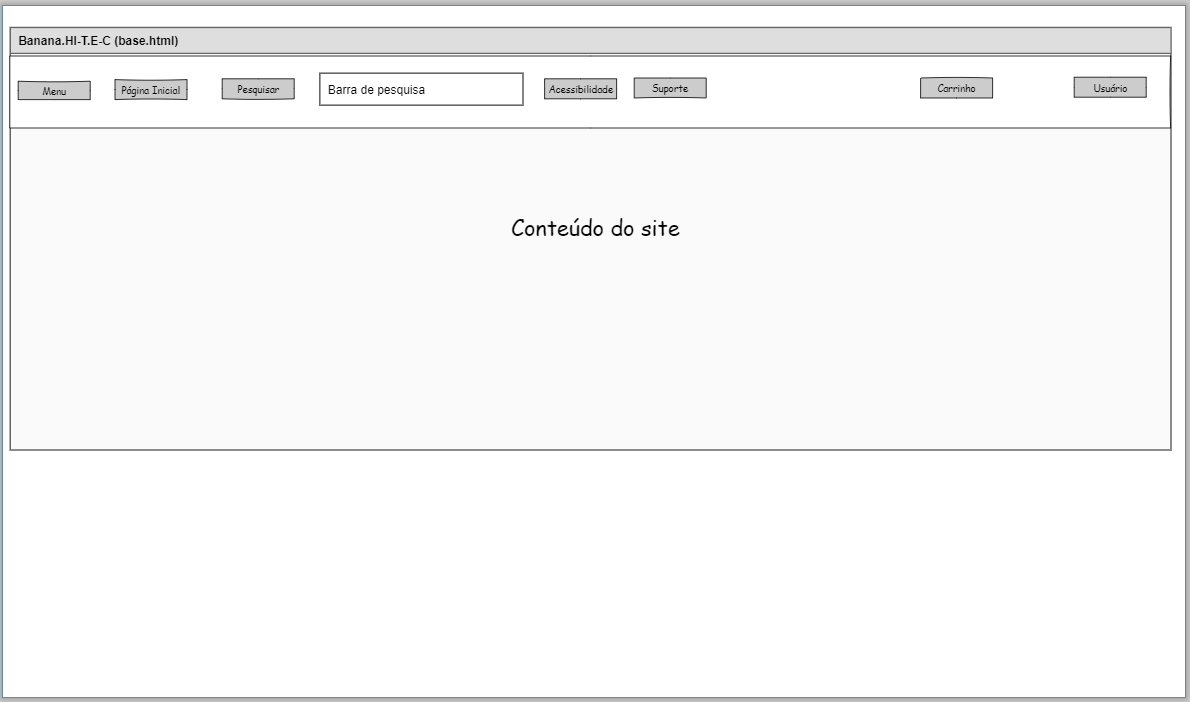 Banana.HI-T.E-C (base.html)
Menu
Página Inicial
Pesquisar
Barra de pesquisa
Acessibilidade
Suporte
Carrinho
Usuário
Conteúdo do site